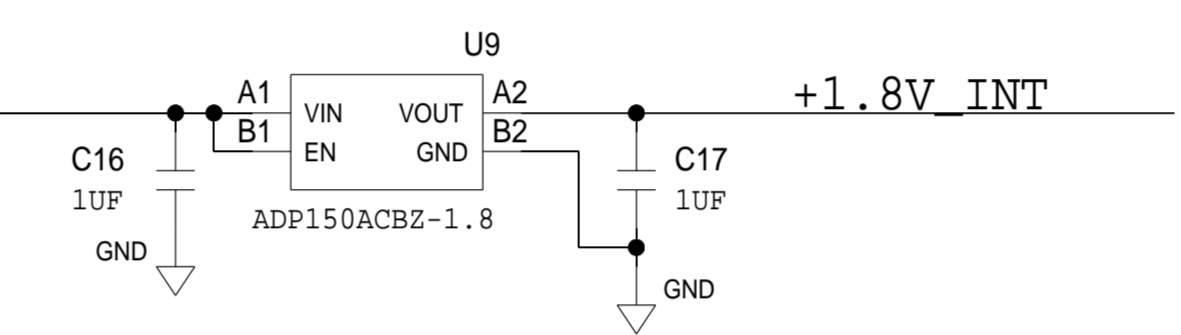 U9
+1.8V_INT
A1
A2
VIN
VOUT
B1
B2
EN
GND
C16
1UF
C17
1UF
ADP150ACBZ-1.8
GND
GND